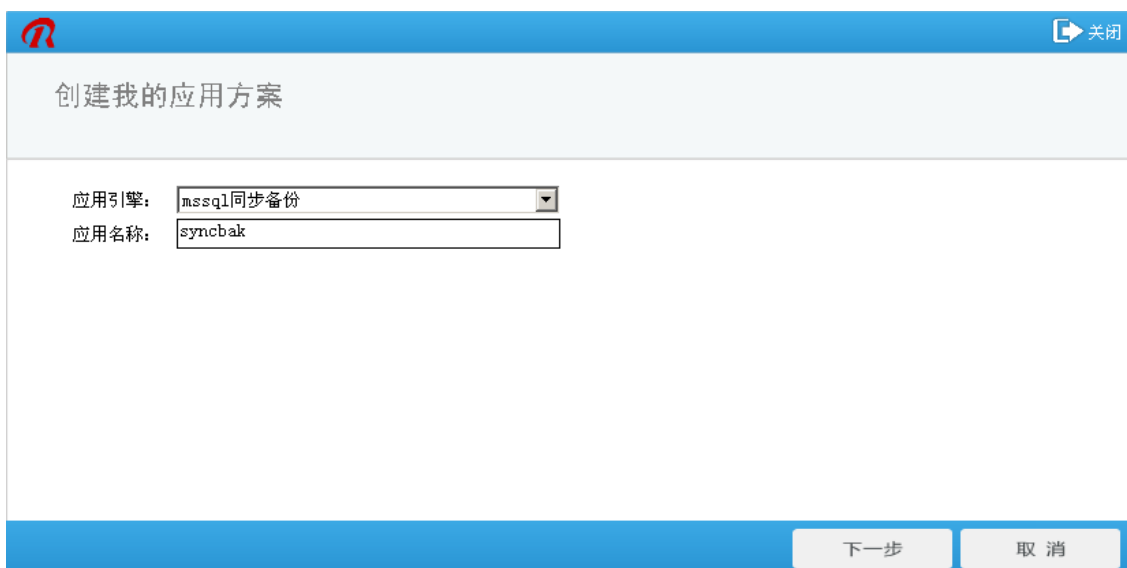 关闭
创建我的应用方案
应用引擎： mssql同步备份
应用名称： syncbak
下一步 取 消